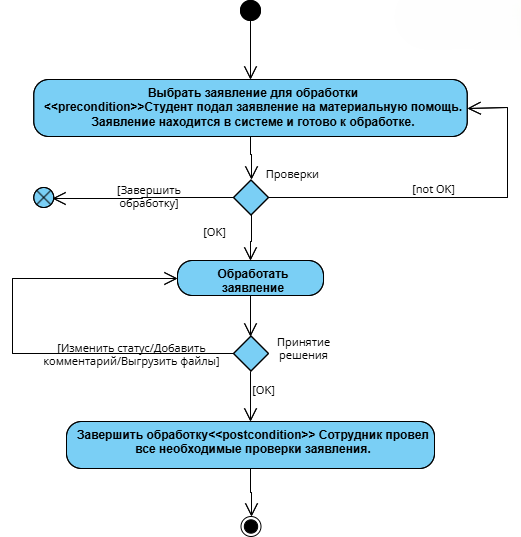 Выбрать заявление для обработки
<<precondition>>Студент подал заявление на материальную помощь.
Заявление находится в системе и готово к обработке.
Проверки
[Завершить
обработку]
[not OK]
[OK]
Обработать
заявление
Принятие
решения
[Изменить статус/Добавить
комментарий/Выгрузить файлы]
[OK]
Завершить обработку<<postcondition>> Сотрудник провел
все необходимые проверки заявления.